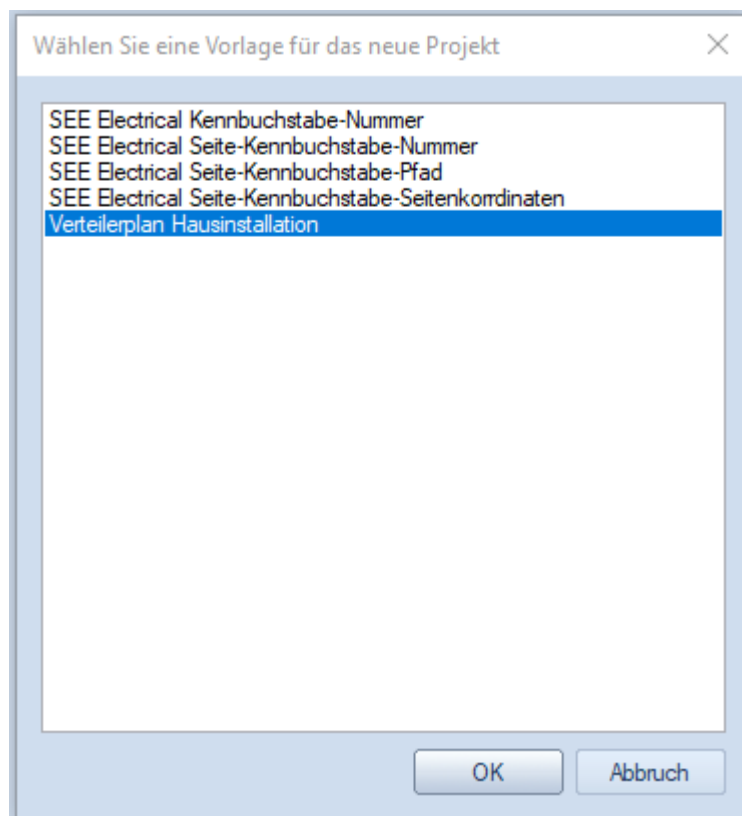 Wählen Sie eine Vorlage für das neue Projekt
SEE Electrical Kennbuchstabe-Nummer
SEE Electrical Seite-Kennbuchstabe-Nummer
SEE Electrical Seite-Kennbuchstabe-Pfad
SEE Electrical Seite-Kennbuchstabe-Seitenkorrdinaten
Verteilerplan Hausinstallation
OK Abbruch